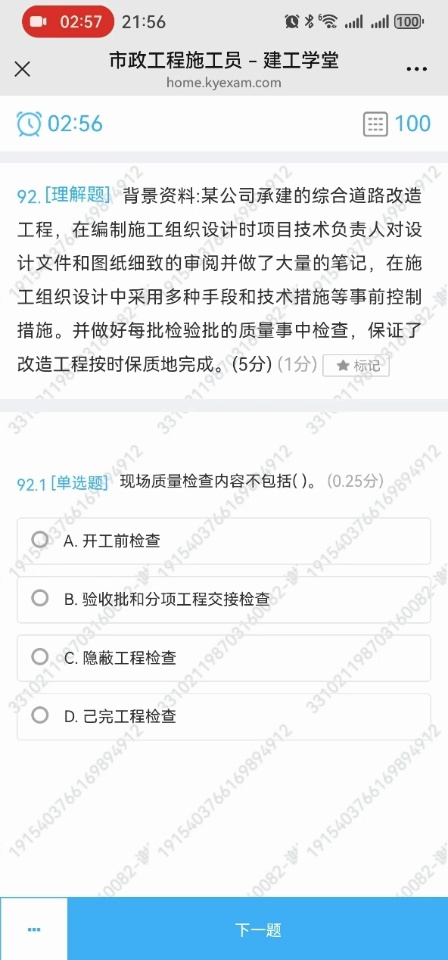 02:57 21:56 100
市政工程施工员 – 建工学堂
home.kyexam.com
02:56 100
92.[理解题] 背景资料:某公司承建的综合道路改造
工程，在编制施工组织设计时项目技术负责人对设
计文件和图纸细致的审阅并做了大量的笔记，在施
工组织设计中采用多种手段和技术措施等事前控制
措施。并做好每批检验批的质量事中检查，保证了
改造工程按时保质地完成。(5分) (1分) ★ 标记
92.1 [单选题] 现场质量检查内容不包括( )。 (0.25分)
A. 开工前检查
B. 验收批和分项工程交接检查
C. 隐蔽工程检查
D. 己完工程检查
下一题